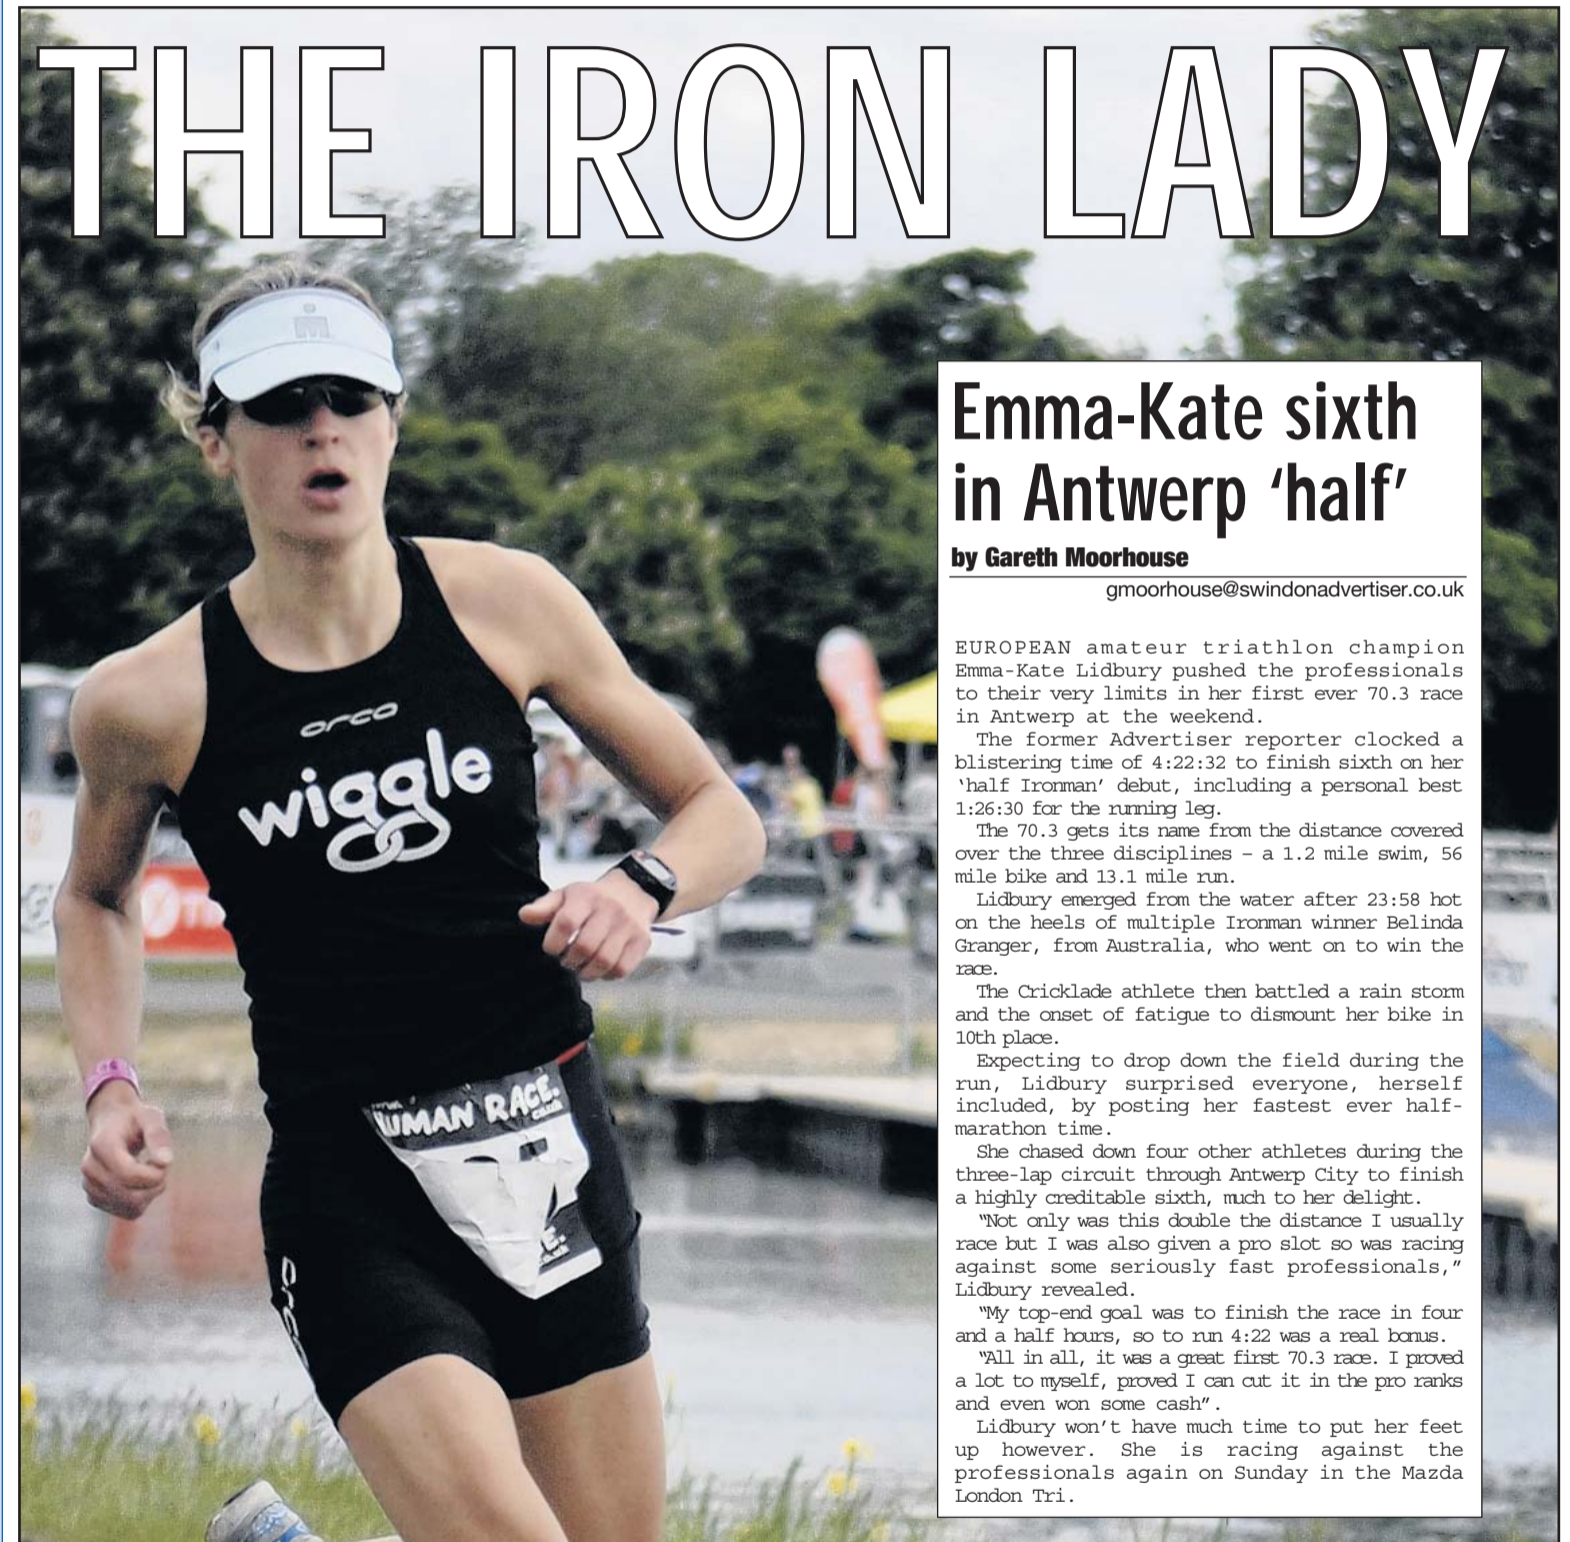 THE IRON LADY
Emma-Kate sixth
in Antwerp ‘half’
by Gareth Moorhouse
gmoorhouse@swindonadvertiser.co.uk
EUROPEAN amateur triathlon champion
Emma-Kate Lidbury pushed the professionals
to their very limits in her first ever 70.3 race
in Antwerp at the weekend.
The former Advertiser reporter clocked a
blistering time of 4:22:32 to finish sixth on her
‘half Ironman’ debut, including a personal best
1:26:30 for the running leg.
The 70.3 gets its name from the distance covered
over the three disciplines – a 1.2 mile swim, 56
mile bike and 13.1 mile run.
Lidbury emerged from the water after 23:58 hot
on the heels of multiple Ironman winner Belinda
Granger, from Australia, who went on to win the
race.
The Cricklade athlete then battled a rain storm
and the onset of fatigue to dismount her bike in
10th place.
Expecting to drop down the field during the
run, Lidbury surprised everyone, herself
included, by posting her fastest ever half-
marathon time.
She chased down four other athletes during the
three-lap circuit through Antwerp City to finish
a highly creditable sixth, much to her delight.
“Not only was this double the distance I usually
race but I was also given a pro slot so was racing
against some seriously fast professionals,”
Lidbury revealed.
“My top-end goal was to finish the race in four
and a half hours, so to run 4:22 was a real bonus.
“All in all, it was a great first 70.3 race. I proved
a lot to myself, proved I can cut it in the pro ranks
and even won some cash”.
Lidbury won’t have much time to put her feet
up however. She is racing against the
professionals again on Sunday in the Mazda
London Tri.
orca
wiggle
HUMAN RACE.
orca